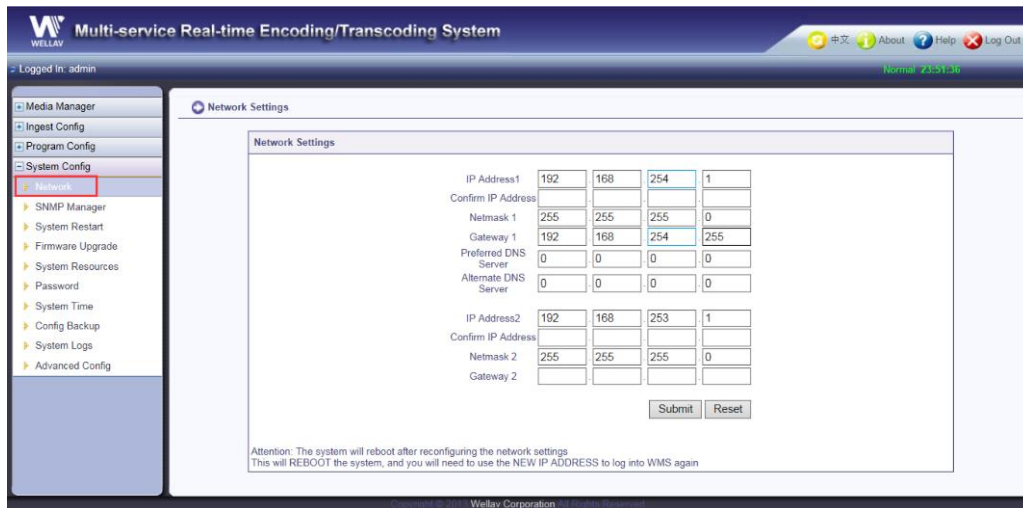 WELLAV
Multi-service Real-time Encoding/Transcoding System
中文 About Help Log Out
Logged In: admin
Normal 23:51:36
Media Manager
Ingest Config
Program Config
System Config
Network
SNMP Manager
System Restart
Firmware Upgrade
System Resources
Password
System Time
Config Backup
System Logs
Advanced Config
Network Settings
Network Settings
IP Address1 192 . 168 . 254 . 1
Confirm IP Address . . .
Netmask 1 255 . 255 . 255 . 0
Gateway 1 192 . 168 . 254 . 255
Preferred DNS
Server 0 . 0 . 0 . 0
Alternate DNS
Server 0 . 0 . 0 . 0
IP Address2 192 . 168 . 253 . 1
Confirm IP Address . . .
Netmask 2 255 . 255 . 255 . 0
Gateway 2 . . .
Submit Reset
Attention: The system will reboot after reconfiguring the network settings
This will REBOOT the system, and you will need to use the NEW IP ADDRESS to log into WMS again
Copyright © 2013 Wellav Corporation All Rights Reserved